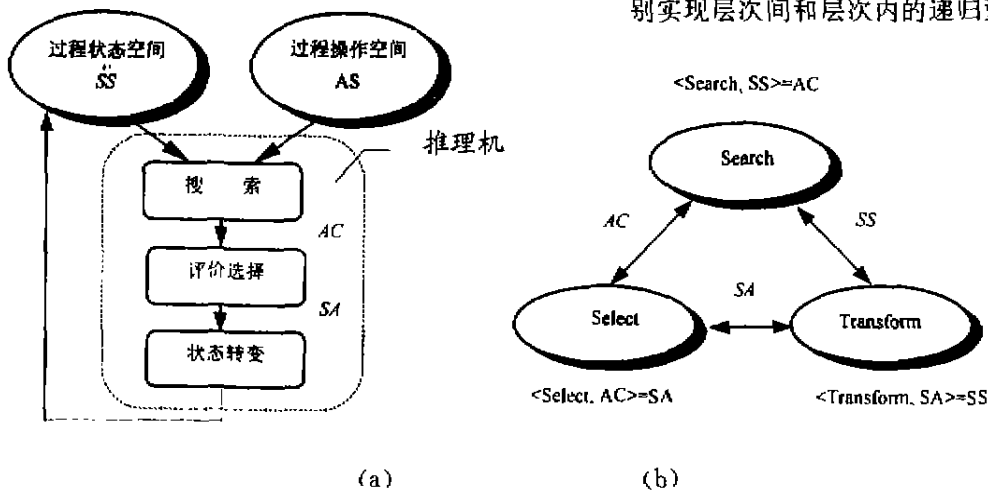 别实现层次间和层次内的递归
过程状态空间
SS
过程操作空间
AS
推理机
搜 索
AC
评价选择
SA
状态转变
(a)
<Search, SS>=AC
Search
AC
SS
SA
Select
Transform
<Select, AC>=SA
<Transform, SA>=SS
(b)